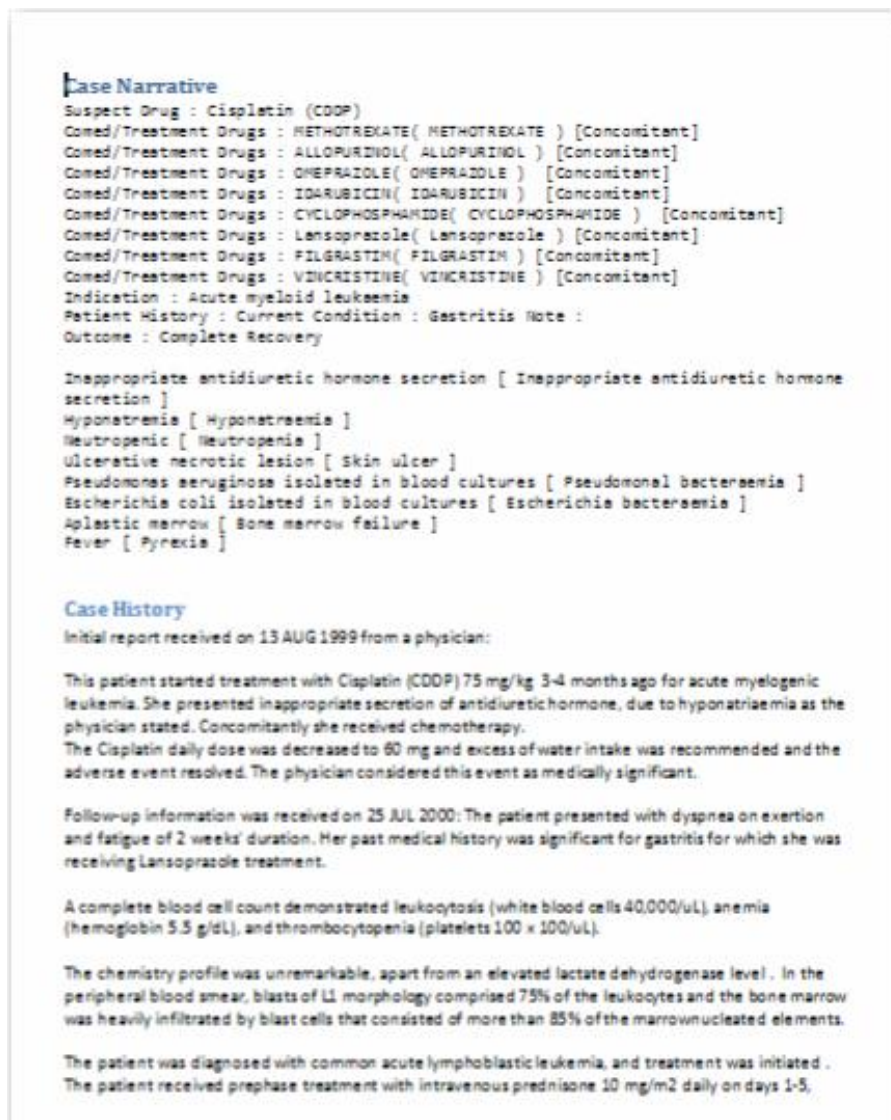 Case Narrative
Suspect Drug : Cisplatin (CDDP)
Comed/Treatment Drugs : METHOTREXATE( METHOTREXATE ) [Concomitant]
Comed/Treatment Drugs : ALLOPURINOL( ALLOPURINOL ) [Concomitant]
Comed/Treatment Drugs : OMEPRAZOLE( OMEPRAZOLE ) [Concomitant]
Comed/Treatment Drugs : IDARUBICIN( IDARUBICIN ) [Concomitant]
Comed/Treatment Drugs : CYCLOPHOSPHAMIDE( CYCLOPHOSPHAMIDE ) [Concomitant]
Comed/Treatment Drugs : Lansoprazole( Lansoprazole ) [Concomitant]
Comed/Treatment Drugs : FILGRASTIM( FILGRASTIM ) [Concomitant]
Comed/Treatment Drugs : VINCRISTINE( VINCRISTINE ) [Concomitant]
Indication : Acute myeloid leukaemia
Patient History : Current Condition : Gastritis Note :
Outcome : Complete Recovery
Inappropriate antidiuretic hormone secretion [ Inappropriate antidiuretic hormone
secretion ]
Hyponatremia [ Hyponatraemia ]
Neutropenic [ Neutropenia ]
Ulcerative necrotic lesion [ Skin ulcer ]
Pseudomonas aeruginosa isolated in blood cultures [ Pseudomonal bacteraemia ]
Escherichia coli isolated in blood cultures [ Escherichia bacteraemia ]
Aplastic marrow [ Bone marrow failure ]
Fever [ Pyrexia ]
Case History
Initial report received on 13 AUG 1999 from a physician:
This patient started treatment with Cisplatin (CDDP) 75 mg/kg 3-4 months ago for acute myelogenic
leukemia. She presented inappropriate secretion of antidiuretic hormone, due to hyponatriaemia as the
physician stated. Concomitantly she received chemotherapy.
The Cisplatin daily dose was decreased to 60 mg and excess of water intake was recommended and the
adverse event resolved. The physician considered this event as medically significant.
Follow-up information was received on 25 JUL 2000: The patient presented with dyspnea on exertion
and fatigue of 2 weeks' duration. Her past medical history was significant for gastritis for which she was
receiving Lansoprazole treatment.
A complete blood cell count demonstrated leukocytosis (white blood cells 40,000/uL), anemia
(hemoglobin 5.5 g/dL), and thrombocytopenia (platelets 100 x 100/uL).
The chemistry profile was unremarkable, apart from an elevated lactate dehydrogenase level . In the
peripheral blood smear, blasts of L1 morphology comprised 75% of the leukocytes and the bone marrow
was heavily infiltrated by blast cells that consisted of more than 85% of the marrow nucleated elements.
The patient was diagnosed with common acute lymphoblastic leukemia, and treatment was initiated .
The patient received prephase treatment with intravenous prednisone 10 mg/m2 daily on days 1-5,